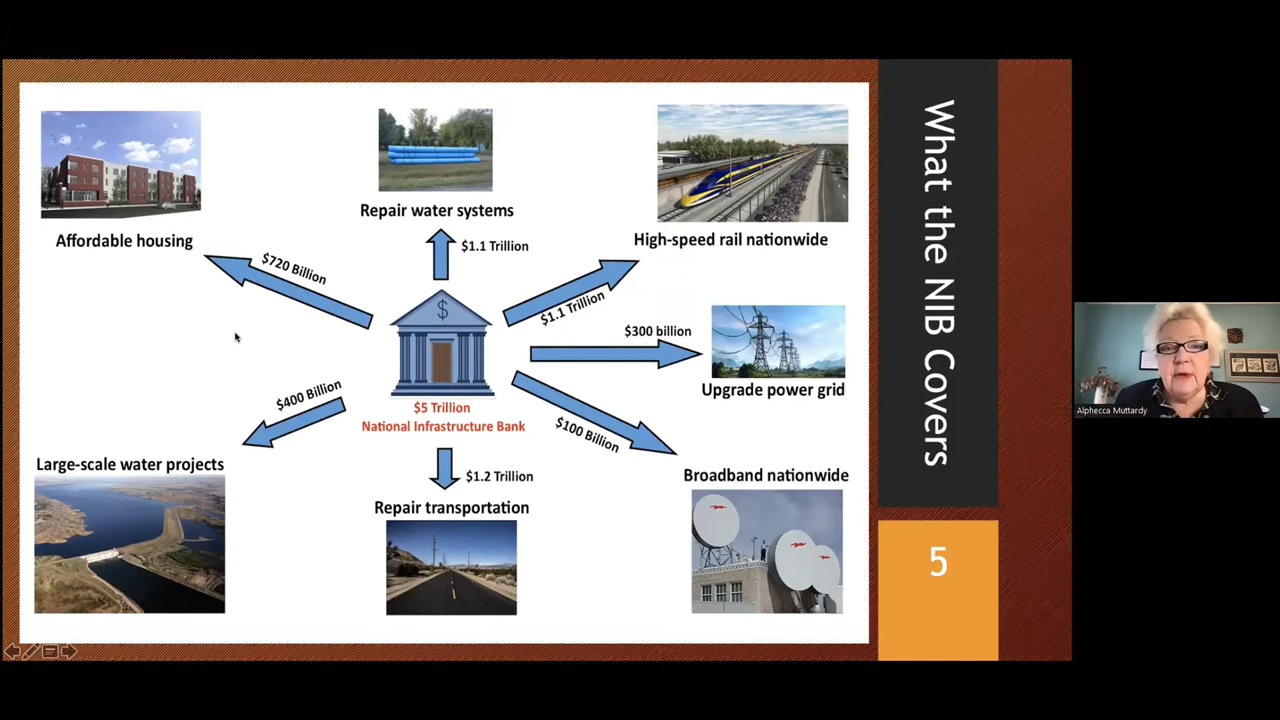 Affordable housing
$720 Billion
Repair water systems
$1.1 Trillion
High-speed rail nationwide
$1.1 Trillion
$
$300 billion
Upgrade power grid
$5 Trillion
National Infrastructure Bank
$400 Billion
Large-scale water projects
$1.2 Trillion
Repair transportation
$100 Billion
Broadband nationwide
What the NIB Covers
5
Alphecca Muttardy